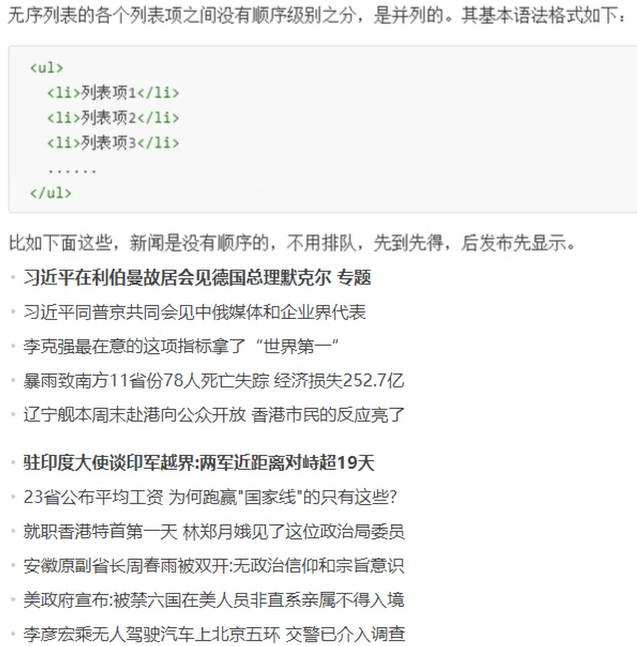 无序列表的各个列表项之间没有顺序级别之分，是并列的。其基本语法格式如下：
<ul>
<li>列表项1</li>
<li>列表项2</li>
<li>列表项3</li>
......
</ul>
比如下面这些，新闻是没有顺序的，不用排队，先到先得，后发布先显示。
• 习近平在利伯曼故居会见德国总理默克尔 专题
• 习近平同普京共同会见中俄媒体和企业界代表
• 李克强最在意的这项指标拿了“世界第一”
• 暴雨致南方11省份78人死亡失踪 经济损失252.7亿
• 辽宁舰本周末赴港向公众开放 香港市民的反应亮了
• 驻印度大使谈印军越界:两军近距离对峙超19天
• 23省公布平均工资 为何跑赢"国家线"的只有这些?
• 就职香港特首第一天 林郑月娥见了这位政治局委员
• 安徽原副省长周春雨被双开:无政治信仰和宗旨意识
• 美政府宣布:被禁六国在美人员非直系亲属不得入境
• 李彦宏乘无人驾驶汽车上北京五环 交警已介入调查